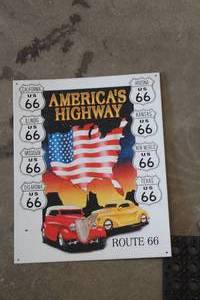 AMERICA'S
HIGHWAY
CALIFORNIA
US
66
ILLINOIS
US
66
MISSOURI
US
66
OKLAHOMA
US
66
ARIZONA
US
66
KANSAS
US
66
NEW MEXICO
US
66
TEXAS
US
66
ROUTE 66